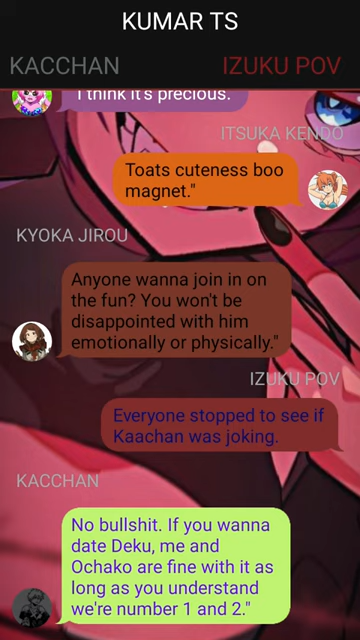 KUMAR TS
KACCHAN
IZUKU POV
I think it's precious.
ITSUKA KENDO
Toats cuteness boo
magnet."
KYOKA JIROU
Anyone wanna join in on
the fun? You won't be
disappointed with him
emotionally or physically."
IZUKU POV
Everyone stopped to see if
Kaachan was joking.
KACCHAN
No bullshit. If you wanna
date Deku, me and
Ochako are fine with it as
long as you understand
we're number 1 and 2."